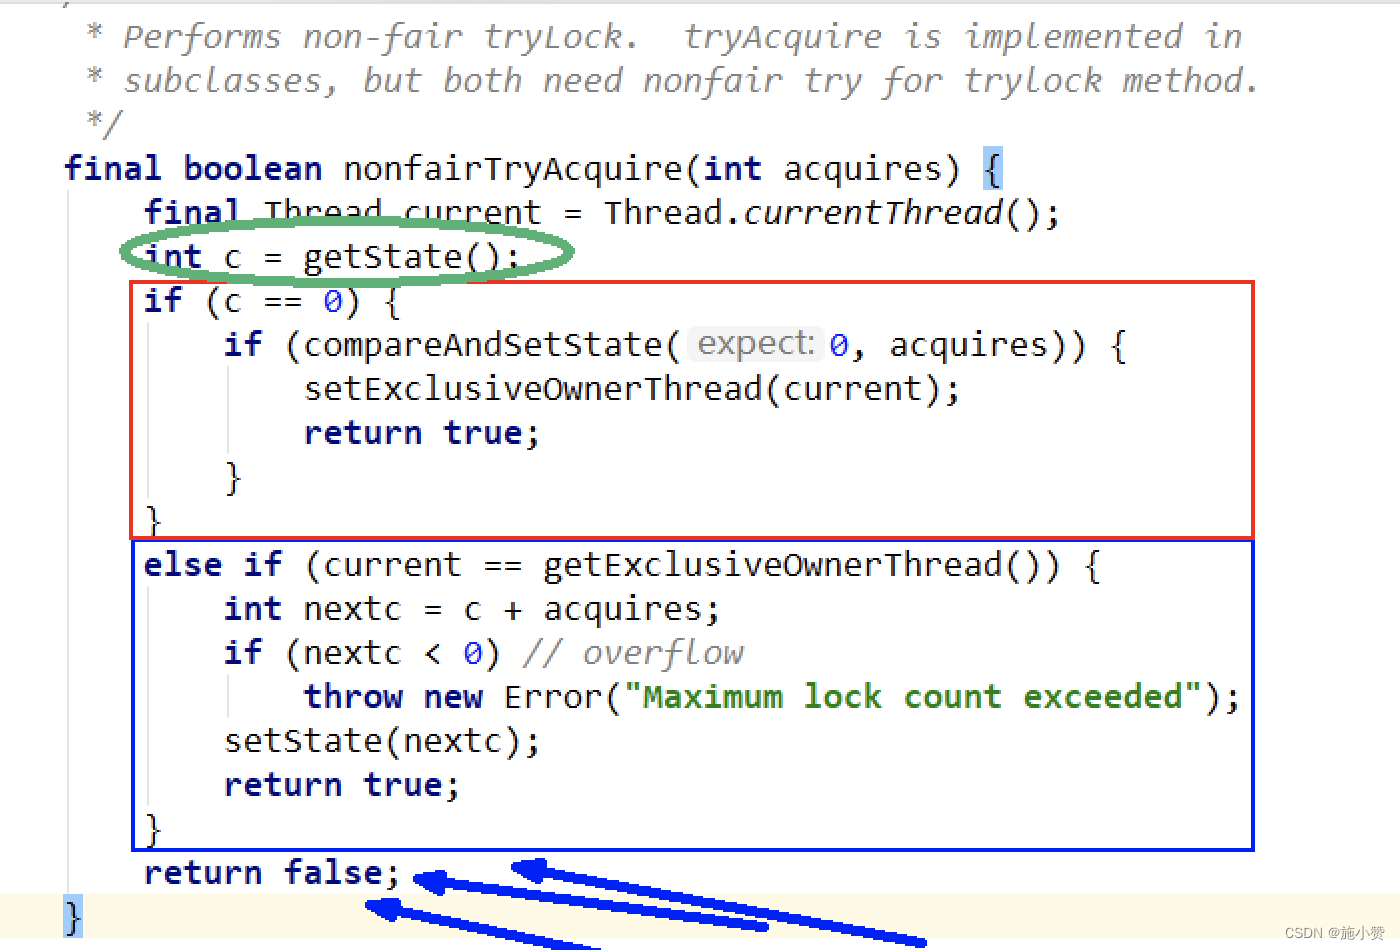 * Performs non-fair tryLock.  tryAcquire is implemented in
* subclasses, but both need nonfair try for trylock method.
*/
final boolean nonfairTryAcquire(int acquires) {
final Thread current = Thread.currentThread();
int c = getState();
if (c == 0) {
if (compareAndSetState( expect: 0, acquires)) {
setExclusiveOwnerThread(current);
return true;
}
}
else if (current == getExclusiveOwnerThread()) {
int nextc = c + acquires;
if (nextc < 0) // overflow
throw new Error("Maximum lock count exceeded");
setState(nextc);
return true;
}
return false;
}
CSDN @施小赞